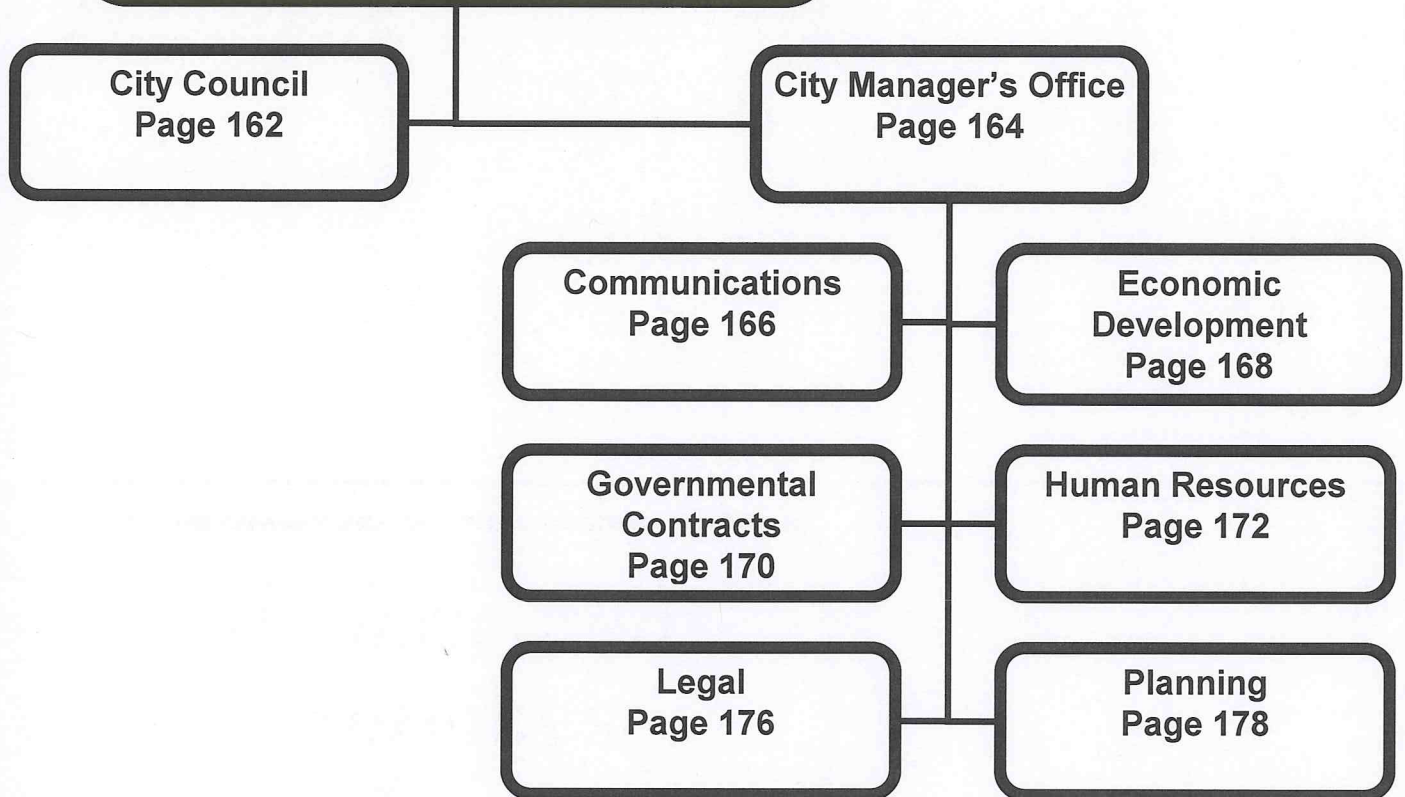 City Council
Page 162
City Manager's Office
Page 164
Communications
Page 166
Economic
Development
Page 168
Governmental
Contracts
Page 170
Human Resources
Page 172
Legal
Page 176
Planning
Page 178